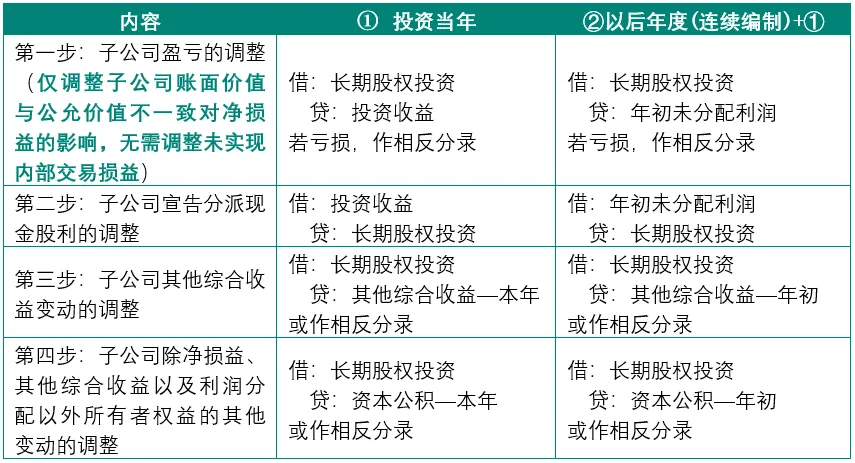 内容
① 投资当年
②以后年度(连续编制)+①
第一步：子公司盈亏的调整
（仅调整子公司账面价值
与公允价值不一致对净损
益的影响，无需调整未实现
内部交易损益）
借：长期股权投资
贷：投资收益
若亏损，作相反分录
借：长期股权投资
贷：年初未分配利润
若亏损，作相反分录
第二步：子公司宣告分派现
金股利的调整
借：投资收益
贷：长期股权投资
借：年初未分配利润
贷：长期股权投资
第三步：子公司其他综合收
益变动的调整
借：长期股权投资
贷：其他综合收益—本年
或作相反分录
借：长期股权投资
贷：其他综合收益—年初
或作相反分录
第四步：子公司除净损益、
其他综合收益以及利润分
配以外所有者权益的其他
变动的调整
借：长期股权投资
贷：资本公积—本年
或作相反分录
借：长期股权投资
贷：资本公积—年初
或作相反分录